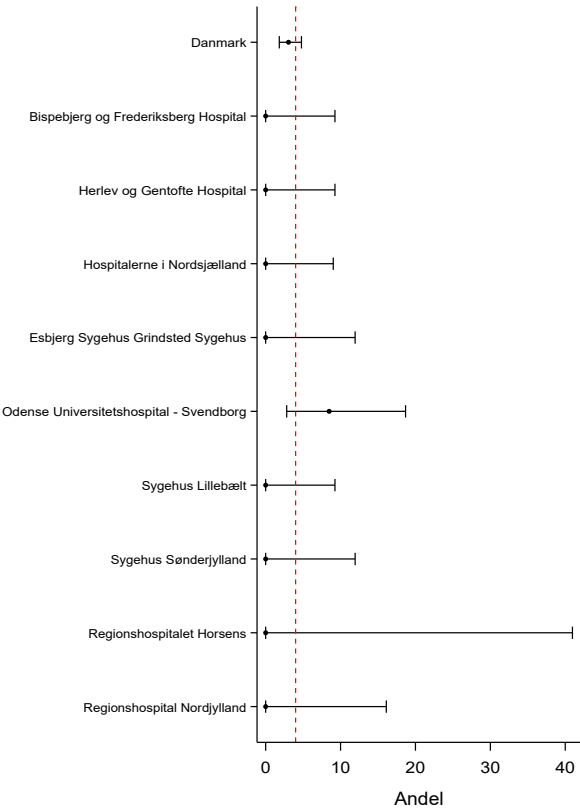 Danmark
Bispebjerg og Frederiksberg Hospital
Herlev og Gentofte Hospital
Hospitalerne i Nordsjælland
Esbjerg Sygehus Grindsted Sygehus
Odense Universitetshospital - Svendborg
Sygehus Lillebælt
Sygehus Sønderjylland
Regionshospitalet Horsens
Regionshospital Nordjylland
0 10 20 30 40
Andel